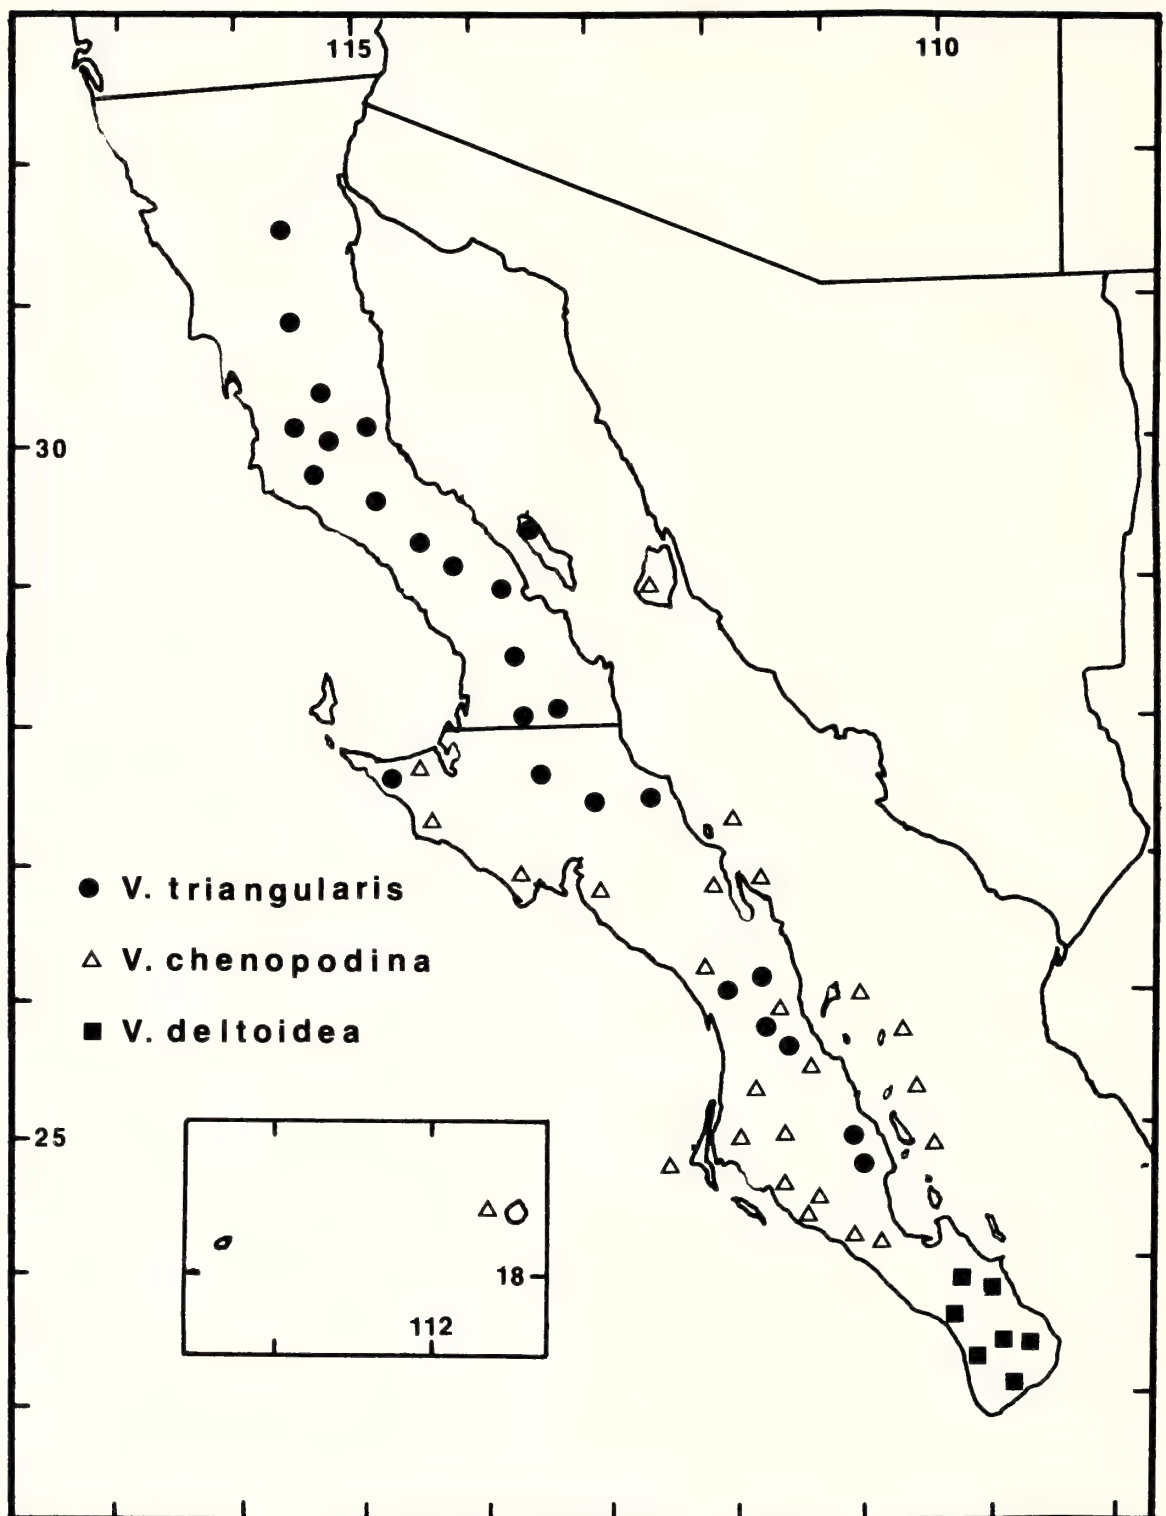 115
110
30
V. triangularis
V. chenopodina
V. deltoidea
25
18
112